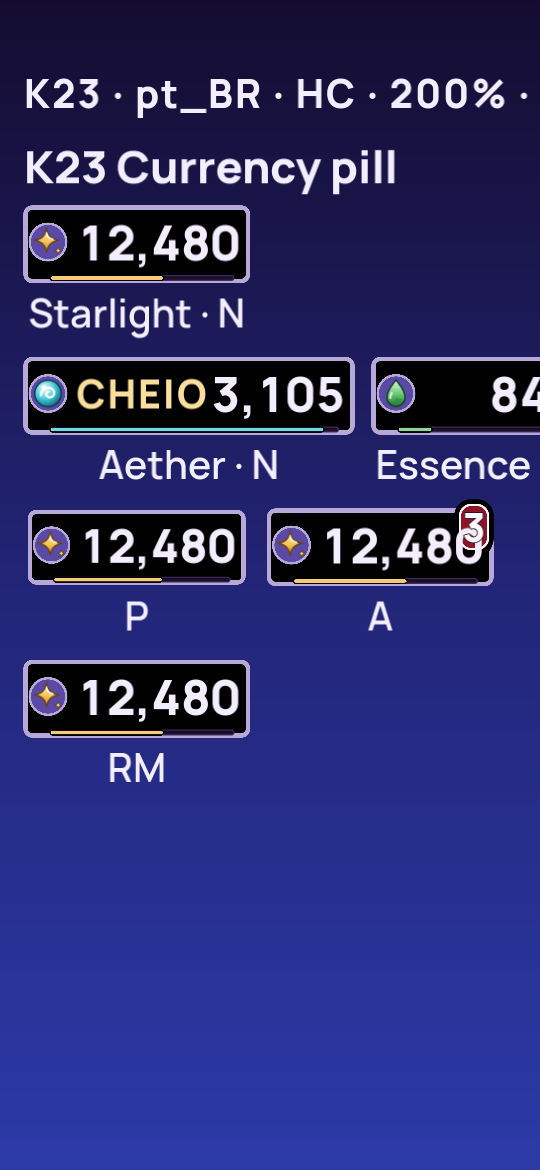 K23 · pt_BR · HC · 200% ·
K23 Currency pill
12,480
Starlight · N
CHEIO 3,105 84
Aether · N Essence
12,480 12,480 3
P A
12,480
RM